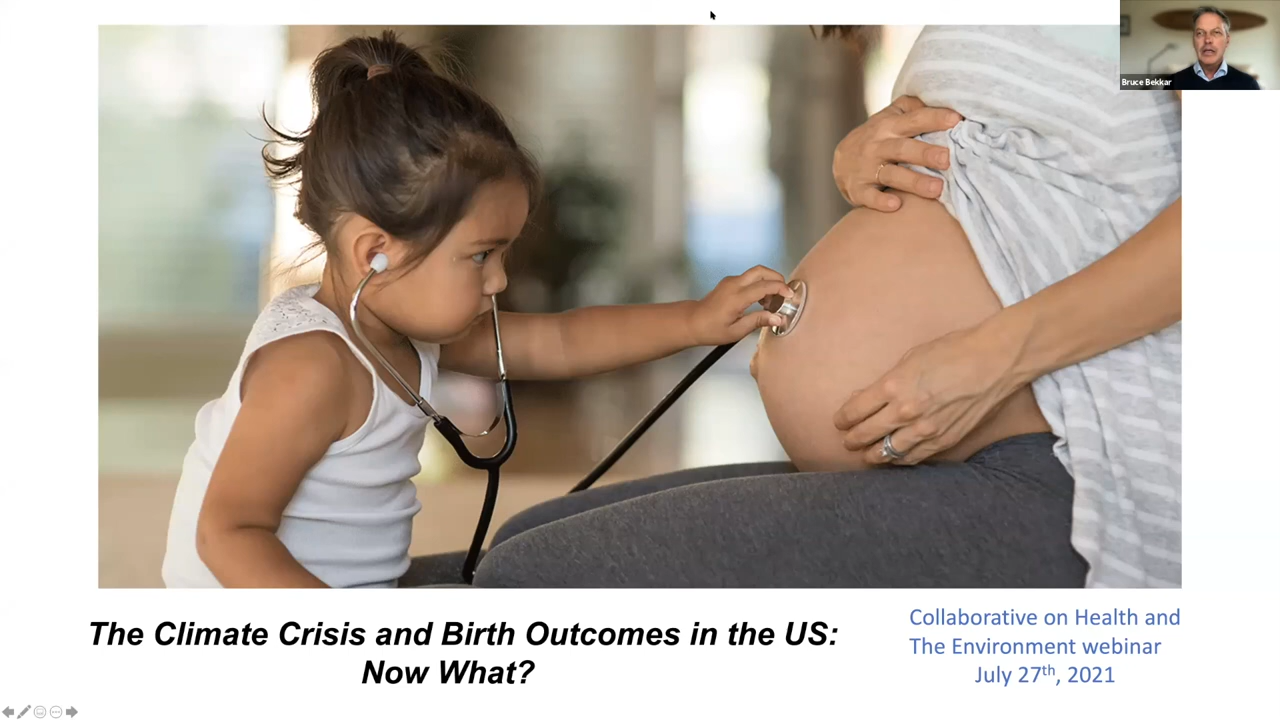 Bruce Bekkar
The Climate Crisis and Birth Outcomes in the US:
Now What?
Collaborative on Health and
The Environment webinar
July 27th, 2021